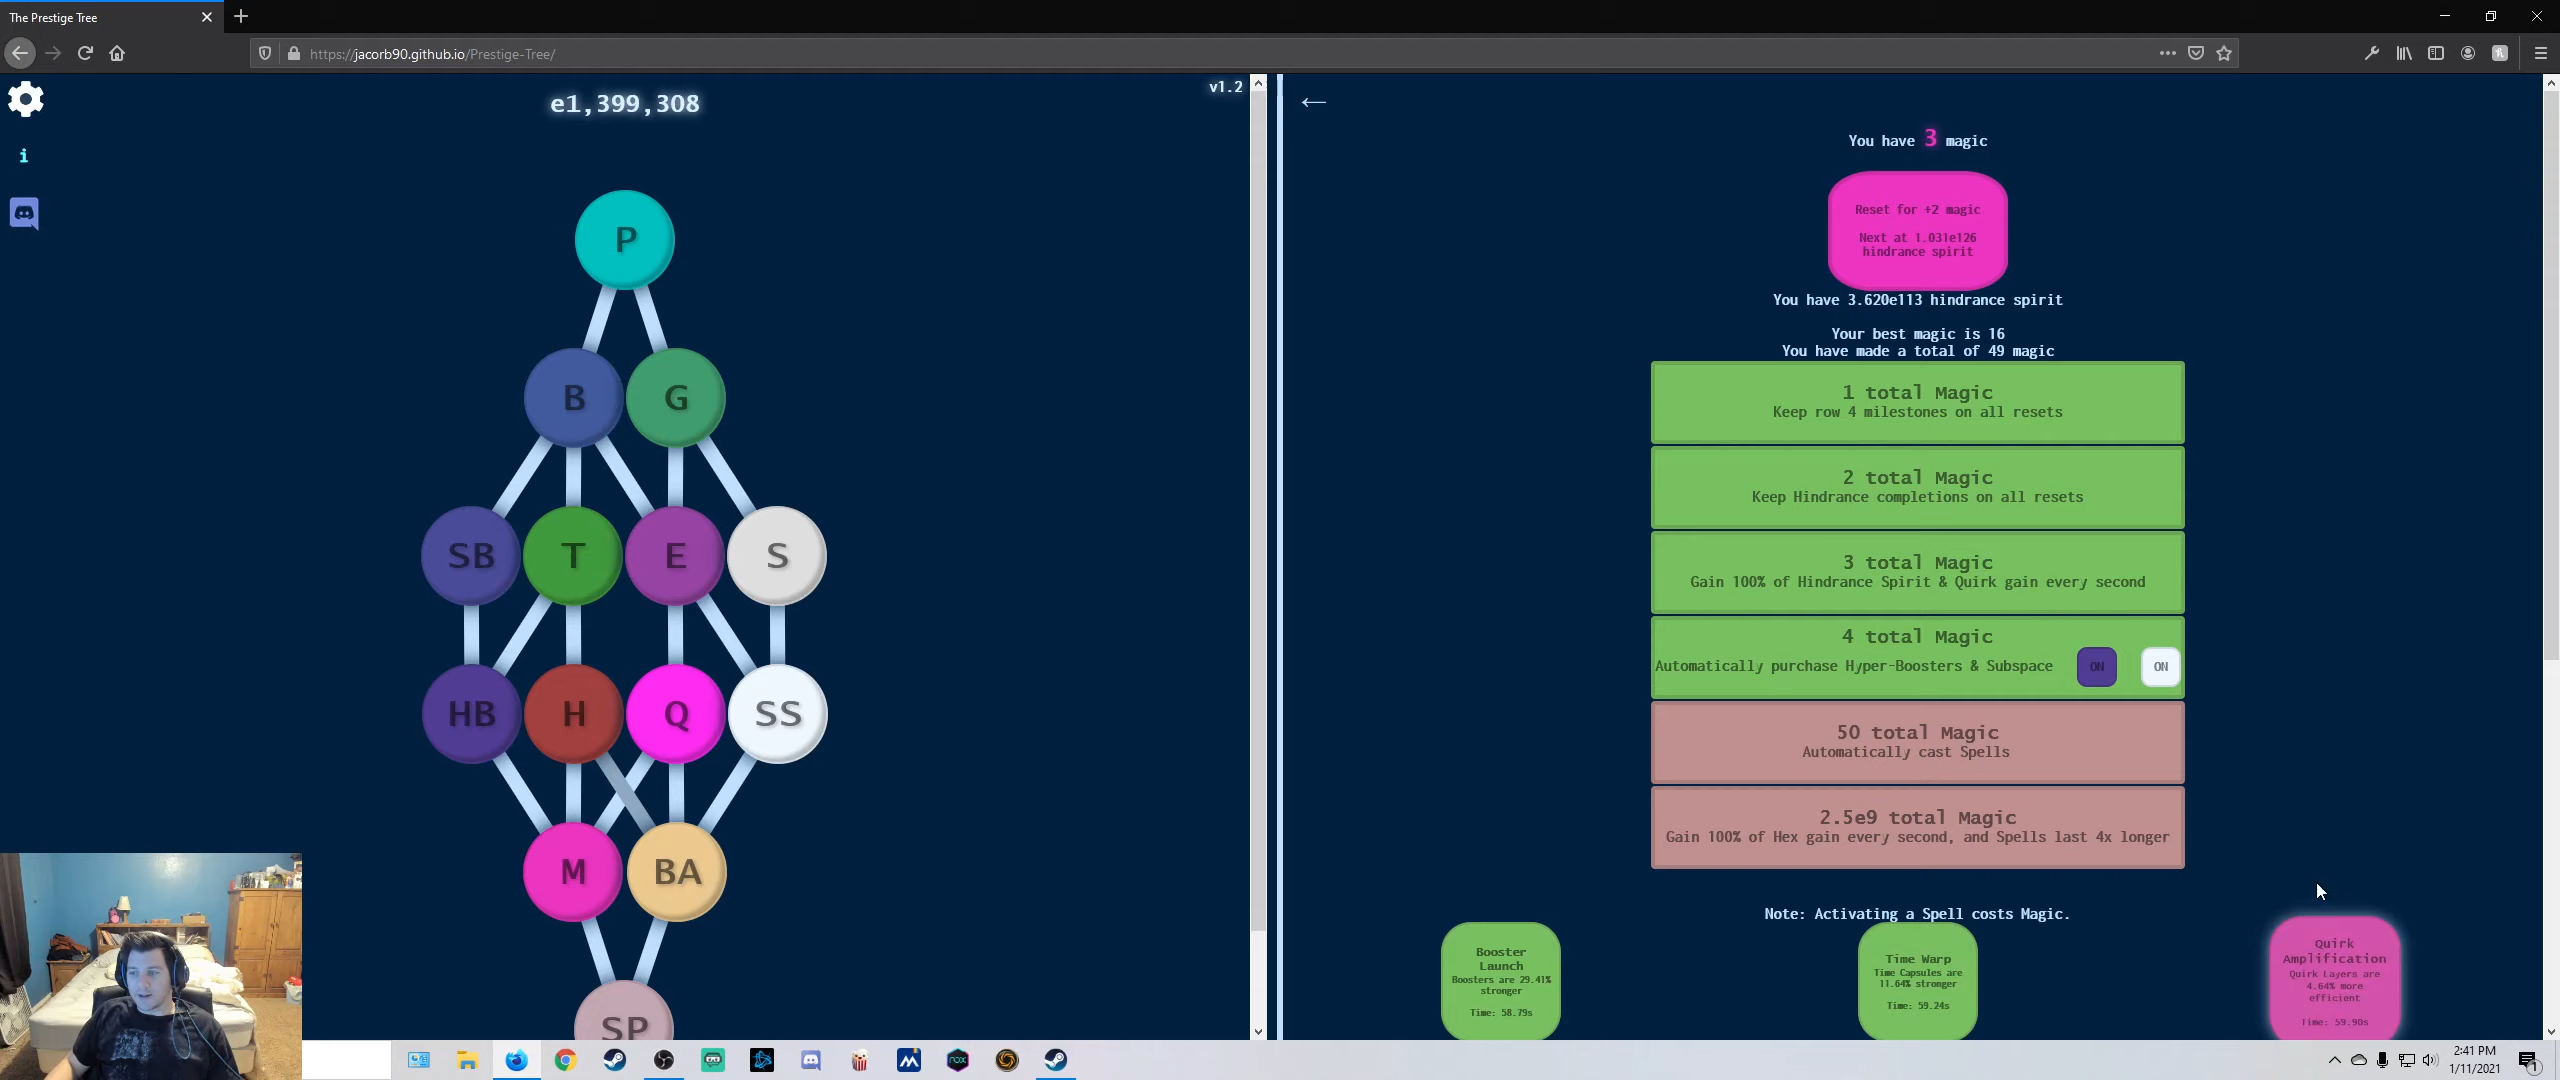 The Prestige Tree
https://jacorb90.github.io/Prestige-Tree/
e1,399,308
v1.2
i
P
B
G
SB
T
E
S
HB
H
Q
SS
M
BA
SP
←
You have 3 magic
Reset for +2 magic
Next at 1.031e126
hindrance spirit
You have 3.620e113 hindrance spirit
Your best magic is 16
You have made a total of 49 magic
1 total Magic
Keep row 4 milestones on all resets
2 total Magic
Keep Hindrance completions on all resets
3 total Magic
Gain 100% of Hindrance Spirit & Quirk gain every second
4 total Magic
Automatically purchase Hyper-Boosters & Subspace
ON
ON
50 total Magic
Automatically cast Spells
2.5e9 total Magic
Gain 100% of Hex gain every second, and Spells last 4x longer
Note: Activating a Spell costs Magic.
Booster
Launch
Boosters are 29.41%
stronger
Time: 58.79s
Time Warp
Time Capsules are
11.64% stronger
Time: 59.24s
Quirk
Amplification
Quirk Layers are
4.64% more
efficient
Time: 59.90s
nox
2:41 PM
1/11/2021
1